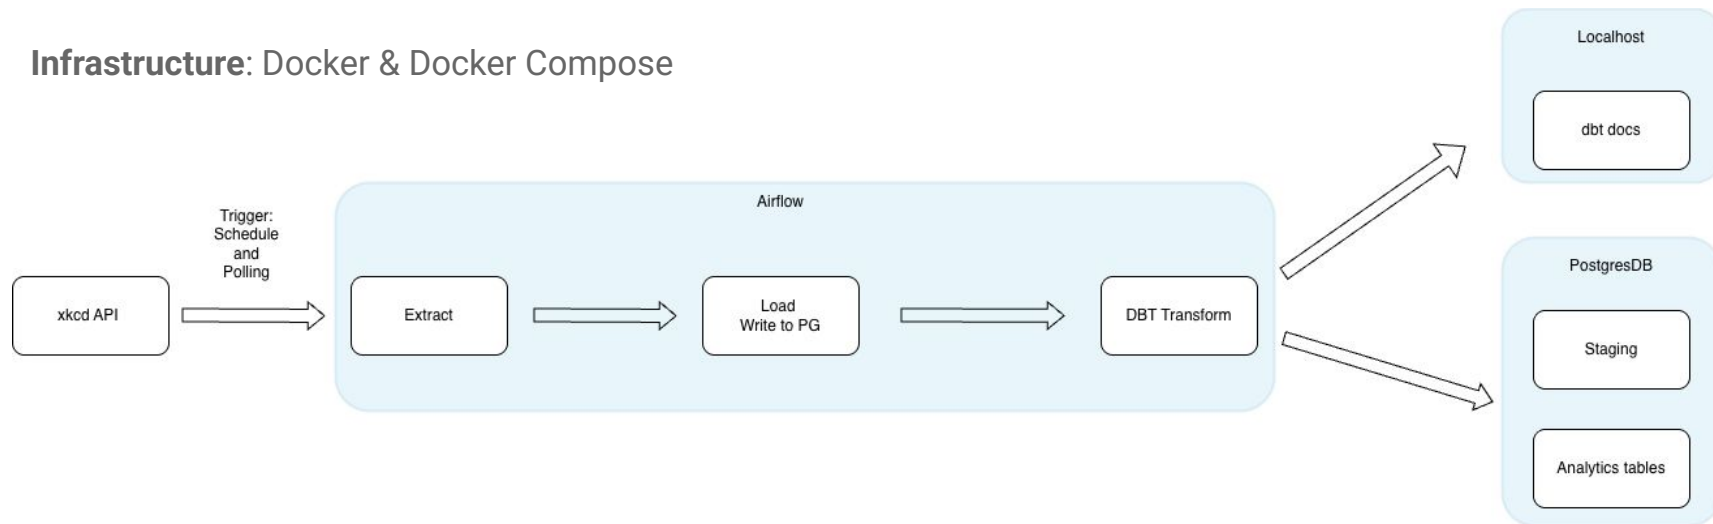 Infrastructure: Docker & Docker Compose
Localhost
dbt docs
Airflow
Trigger:
Schedule
and
Polling
xkcd API
Extract
Load
Write to PG
DBT Transform
PostgresDB
Staging
Analytics tables